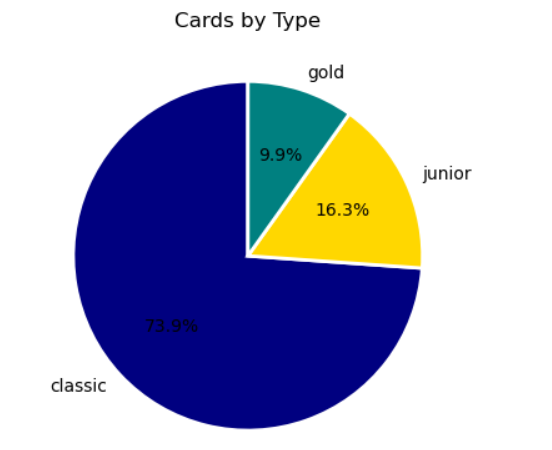 Cards by Type
gold
9.9%
junior
16.3%
73.9%
classic